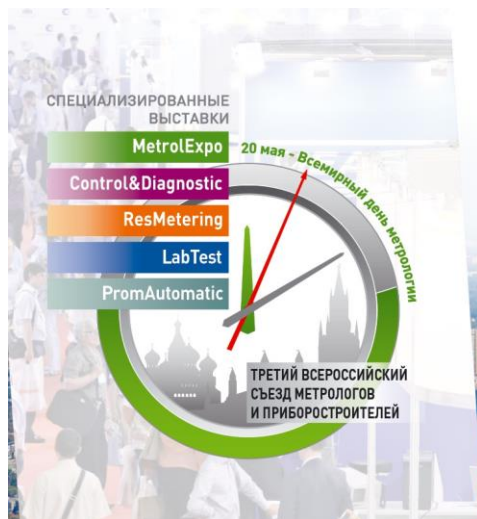 СПЕЦИАЛИЗИРОВАННЫЕ
ВЫСТАВКИ
MetrolExpo
Control&Diagnostic
ResMetering
LabTest
PromAutomatic
20 мая - Всемирный день метрологии
ТРЕТИЙ ВСЕРОССИЙСКИЙ
СЪЕЗД МЕТРОЛОГОВ
И ПРИБОРОСТРОИТЕЛЕЙ